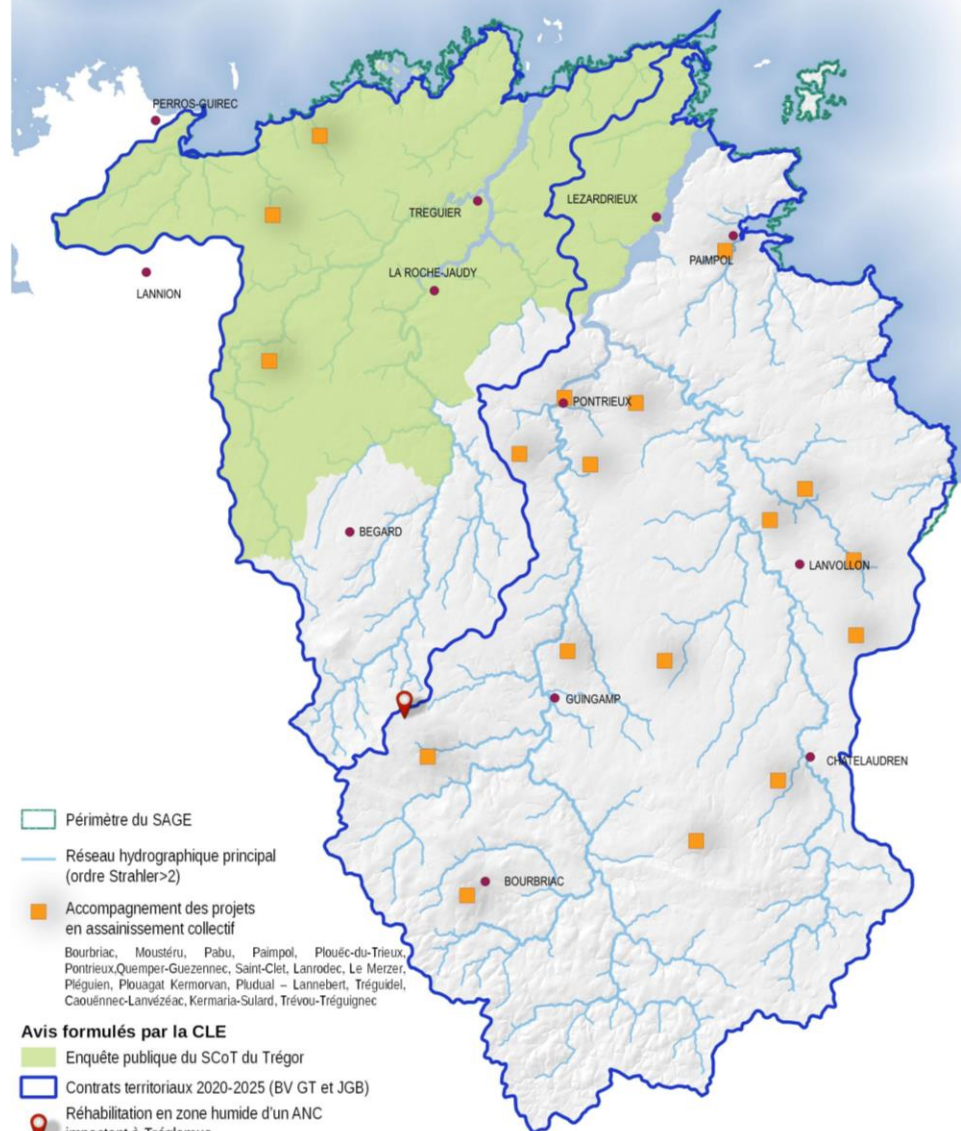 PERROS-GUIREC
TREGUIER
LEZARDRIEUX
PAIMPOL
LANNION
LA ROCHE-JAUDY
PONTRIEUX
BEGARD
LANVOLLON
GUINGAMP
CHATELAUDREN
BOURBRIAC
Périmètre du SAGE
Réseau hydrographique principal
(ordre Strahler>2)
Accompagnement des projets
en assainissement collectif
Bourbriac, Moustéru, Pabu, Paimpol, Plouëc-du-Trieux,
Pontrieux,Quemper-Guezennec, Saint-Clet, Lanrodec, Le Merzer,
Pléguien, Plouagat Kermorvan, Pludual – Lannebert, Tréguidel,
Caouënnec-Lanvézéac, Kermaria-Sulard, Trévou-Tréguignec
Avis formulés par la CLE
Enquête publique du SCoT du Trégor
Contrats territoriaux 2020-2025 (BV GT et JGB)
Réhabilitation en zone humide d'un ANC